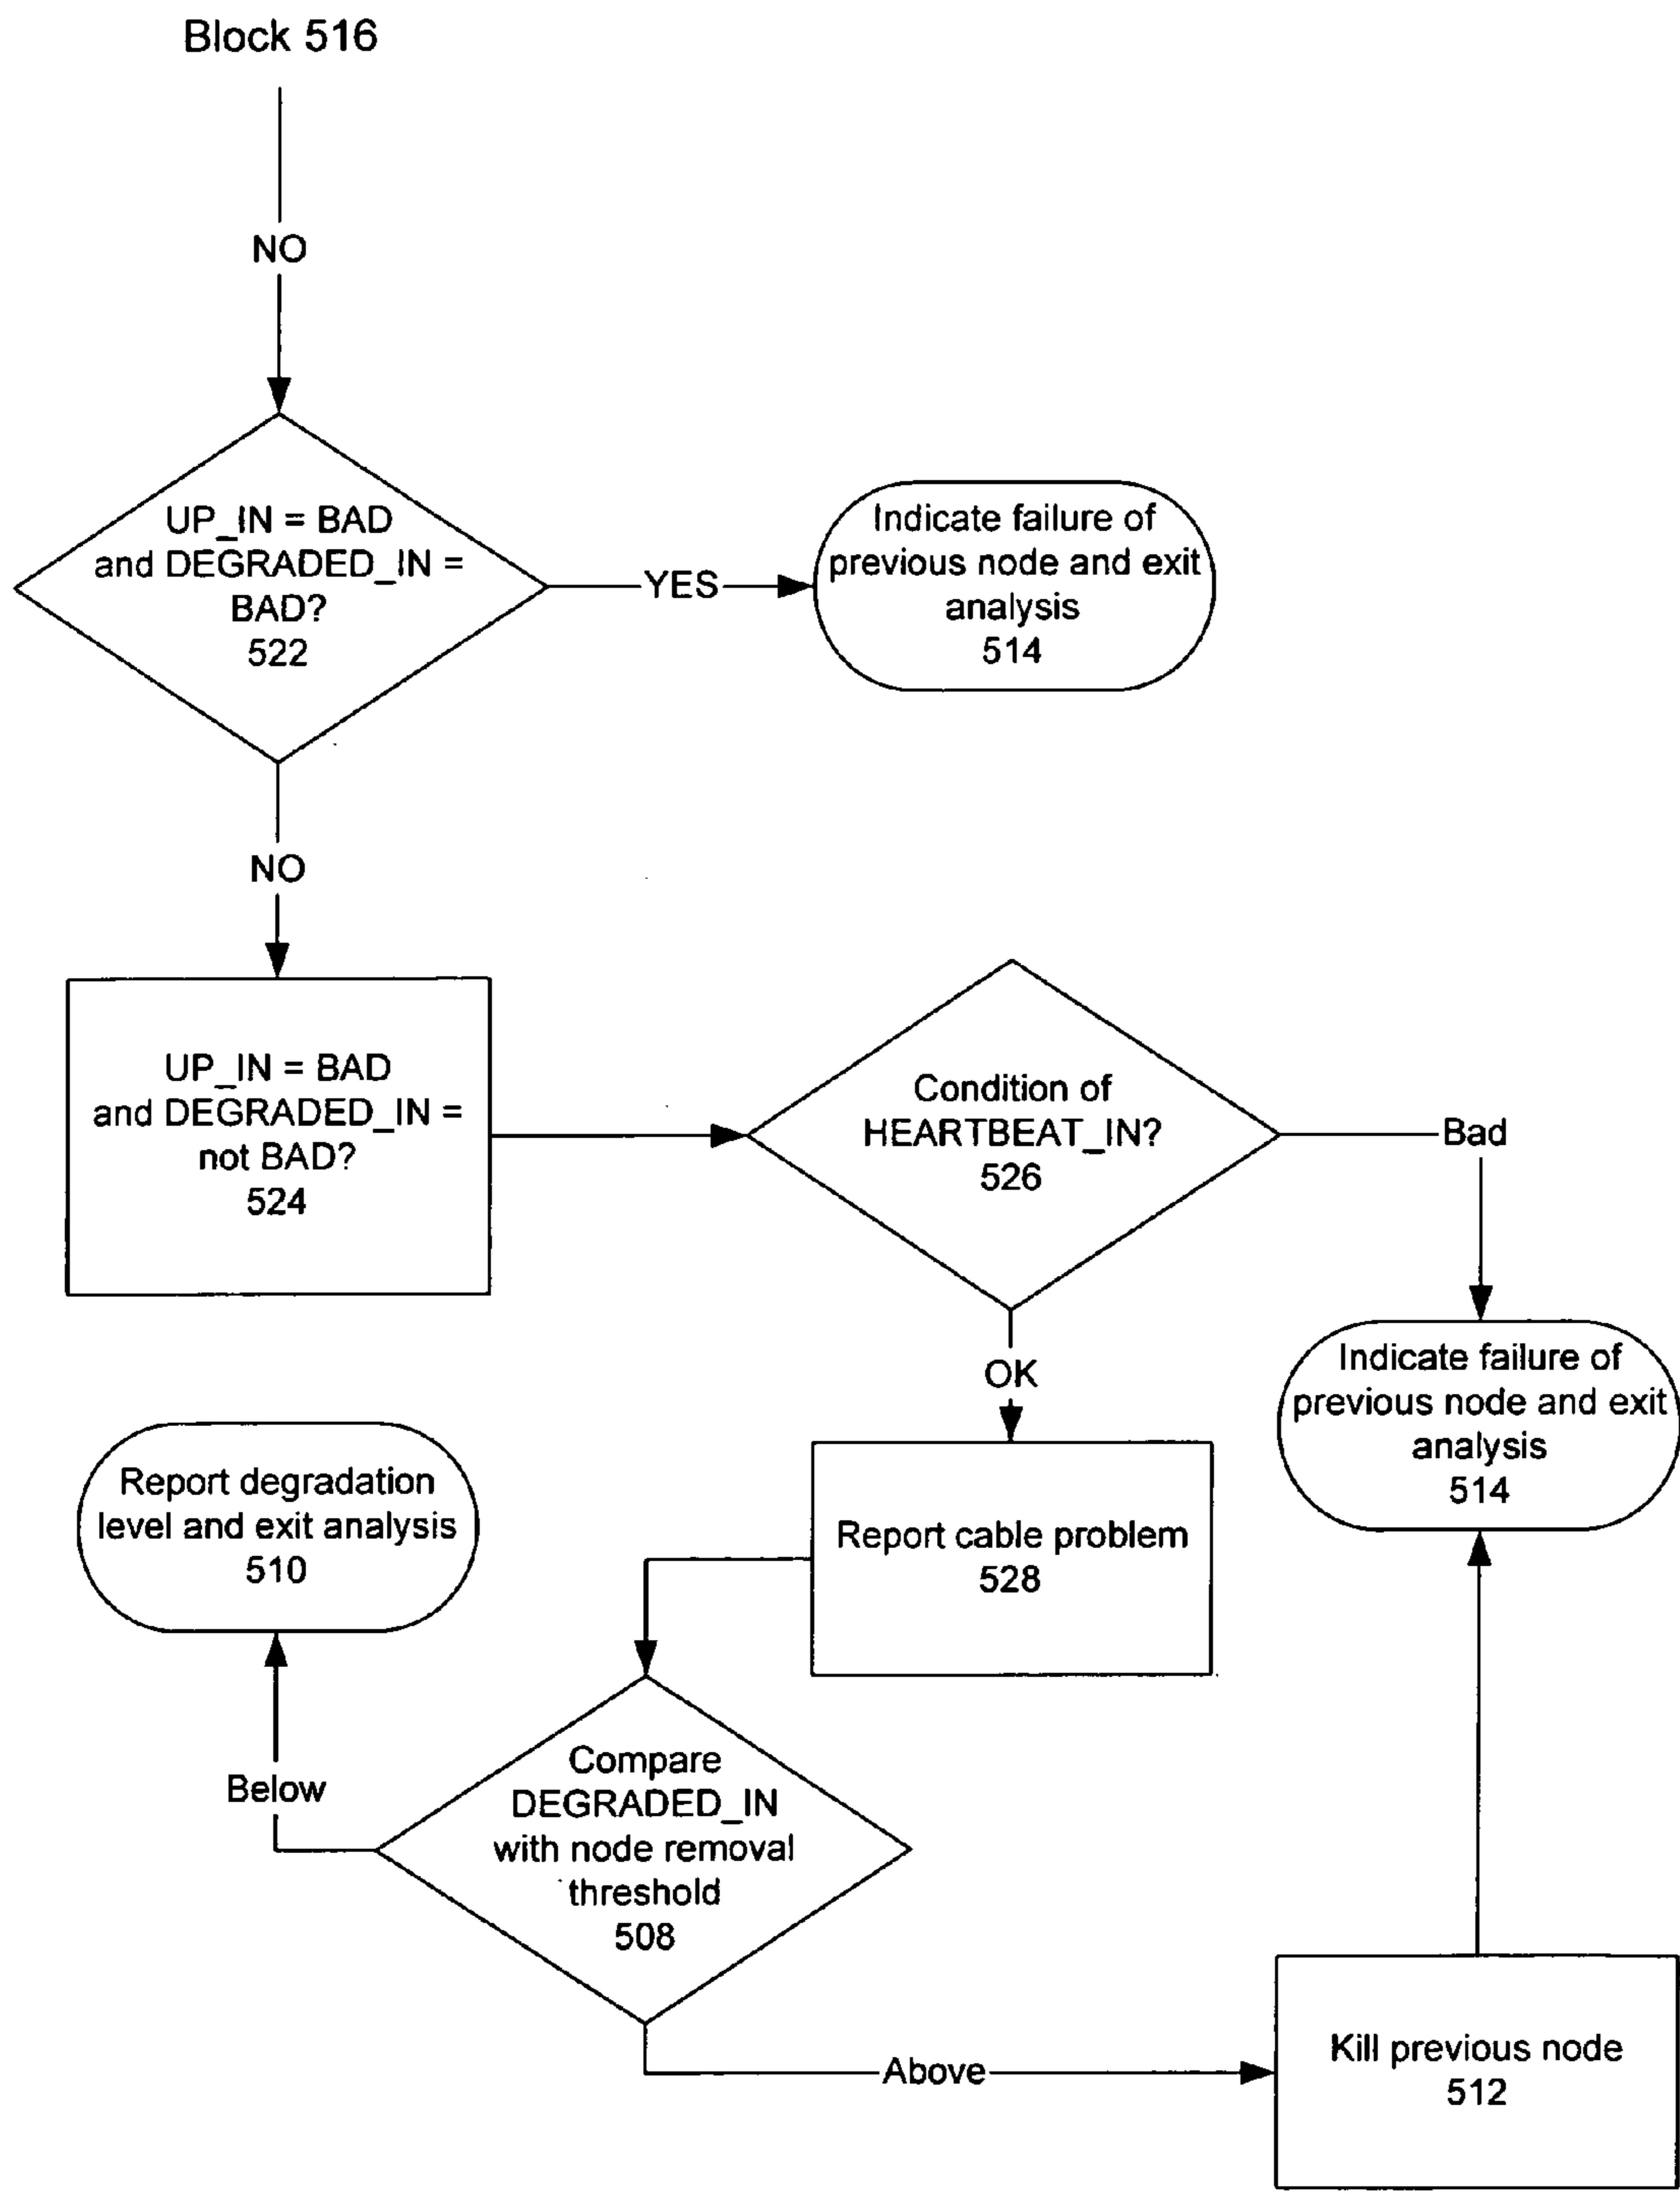 Block 516
NO
UP_IN = BAD
and DEGRADED_IN =
BAD?
522
YES
Indicate failure of
previous node and exit
analysis
514
NO
UP_IN = BAD
and DEGRADED_IN =
not BAD?
524
Condition of
HEARTBEAT_IN?
526
Bad
OK
Indicate failure of
previous node and exit
analysis
514
Report cable problem
528
Report degradation
level and exit analysis
510
Below
Compare
DEGRADED_IN
with node removal
threshold
508
Above
Kill previous node
512